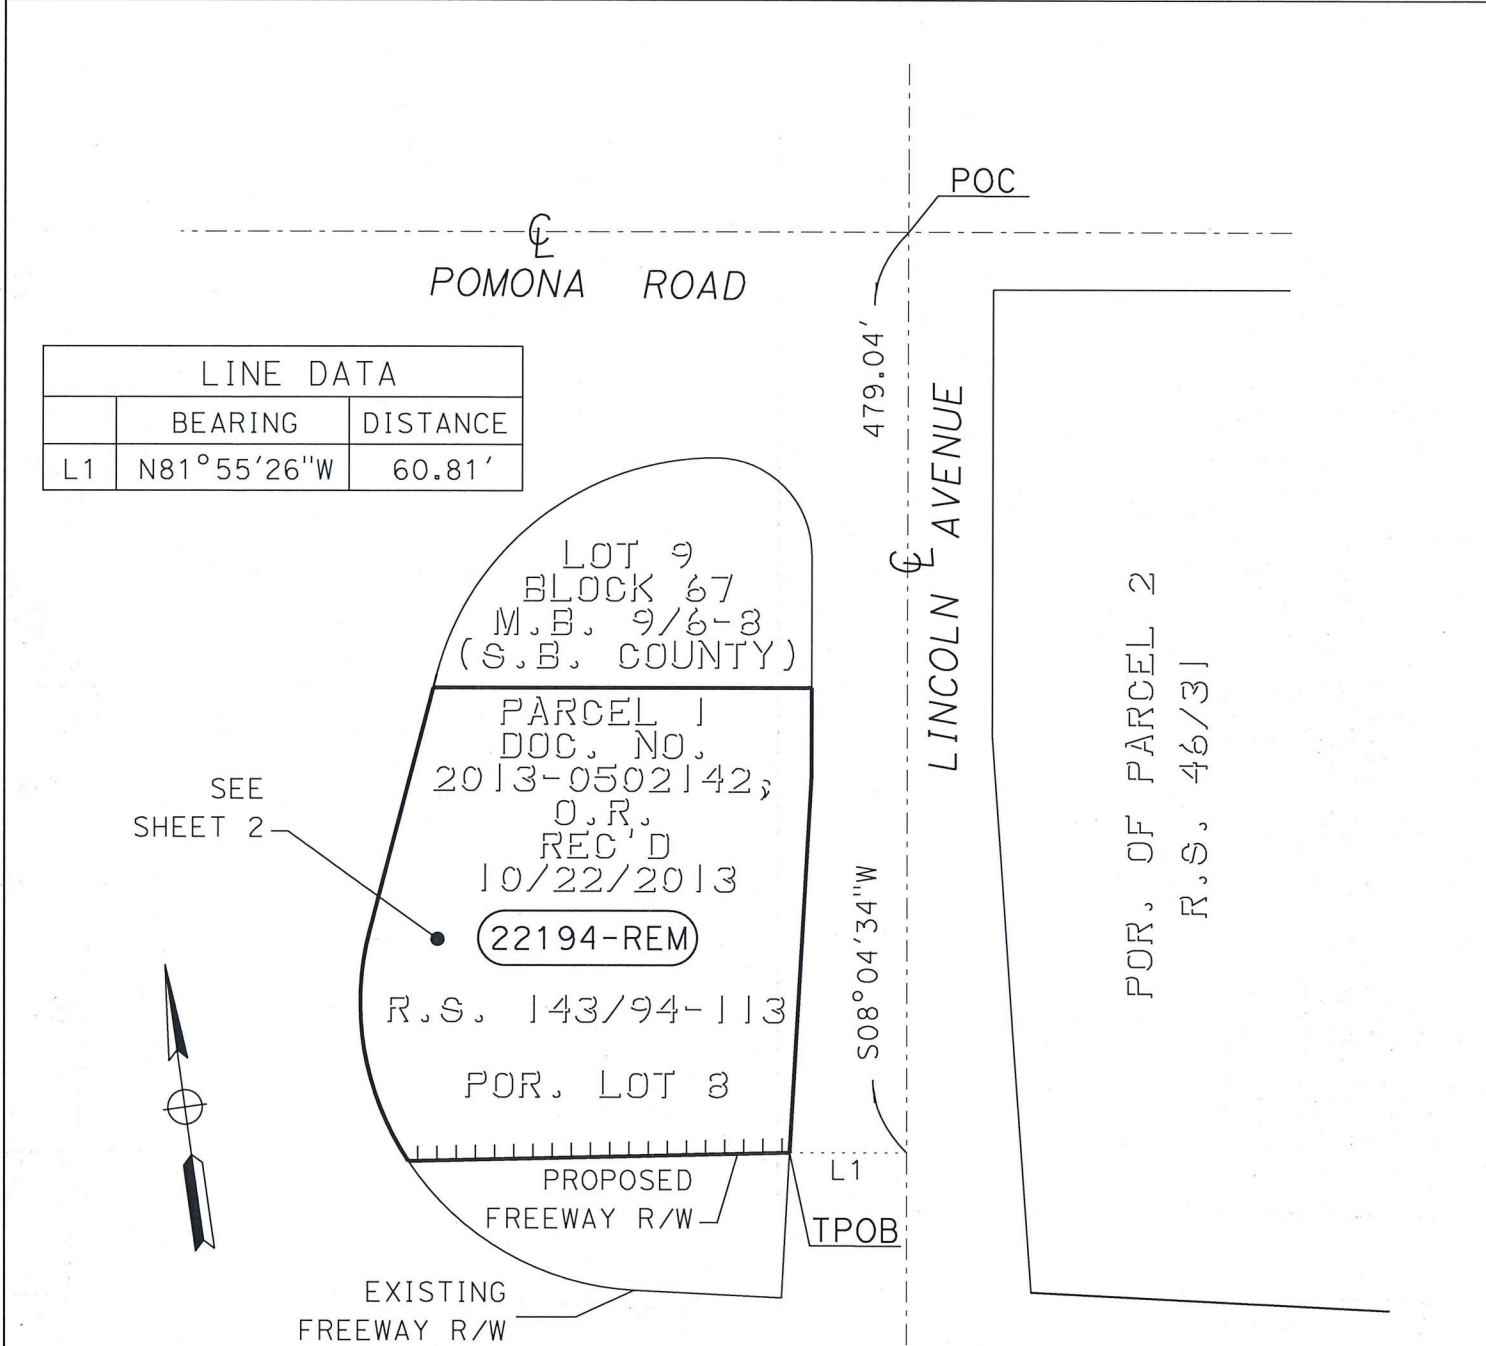 POC
℄
POMONA ROAD
479.04'
LINE DATA
BEARING DISTANCE
L1 N81°55'26"W 60.81'
LINCOLN ℄ AVENUE
LOT 9
BLOCK 67
M.B. 9/6-8
(S.B. COUNTY)
PARCEL 1
DOC. NO.
2013-0502142,
O.R.
REC'D
10/22/2013
SEE
SHEET 2
22194-REM
R.S. 143/94-113
POR. LOT 8
S08°04'34"W
POR. OF PARCEL 2
R.S. 46/31
L1
PROPOSED
FREEWAY R/W
TPOB
EXISTING
FREEWAY R/W